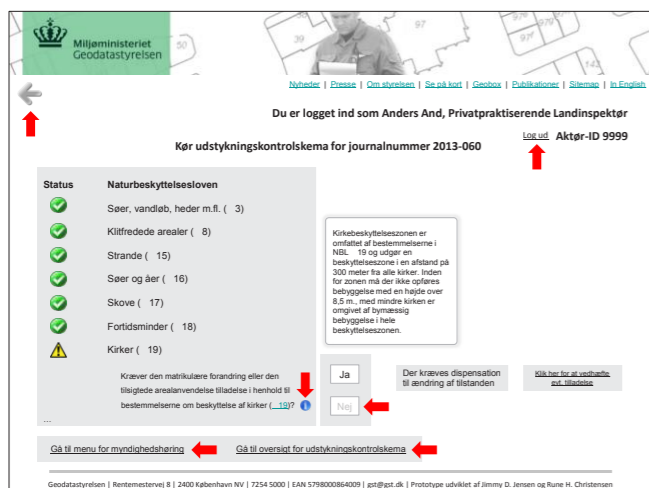 Miljøministeriet
Geodatastyrelsen
50
39
97
97
Nyheder | Presse | Om styrelsen | Se på kort | Geobox | Publikationer | Sitemap | In English
Du er logget ind som Anders And, Privatpraktiserende Landinspektør
Log ud Aktør-ID 9999
Kør udstykningskontrolskema for journalnummer 2013-060
Status Naturbeskyttelsesloven
Søer, vandløb, heder m.fl. ( 3)
Klitfredede arealer ( 8)
Strande ( 15)
Søer og åer ( 16)
Skove ( 17)
Fortidsminder ( 18)
Kirker ( 19)
Kirkebeskyttelseszonen er
omfattet af bestemmelserne i
NBL 19 og udgør en
beskyttelseszone i en afstand på
300 meter fra alle kirker. Inden
for zonen må der ikke opføres
bebyggelse med en højde over
8,5 m., med mindre kirken er
omgivet af bymæssig
bebyggelse i hele
beskyttelseszonen.
Kræver den matrikulære forandring eller den
tilsigtede arealanvendelse tilladelse i henhold til
bestemmelserne om beskyttelse af kirker ( 19)?
...
Ja
Nej
Der kræves dispensation
til ændring af tilstanden
Klik her for at vedhæfte
evt. tilladelse
Gå til menu for myndighedshøring
Gå til oversigt for udstykningskontrolskema
Geodatastyrelsen | Rentemestervej 8 | 2400 København NV | 7254 5000 | EAN 5798000864009 | gst@gst.dk | Prototype udviklet af Jimmy D. Jensen og Rune H. Christensen